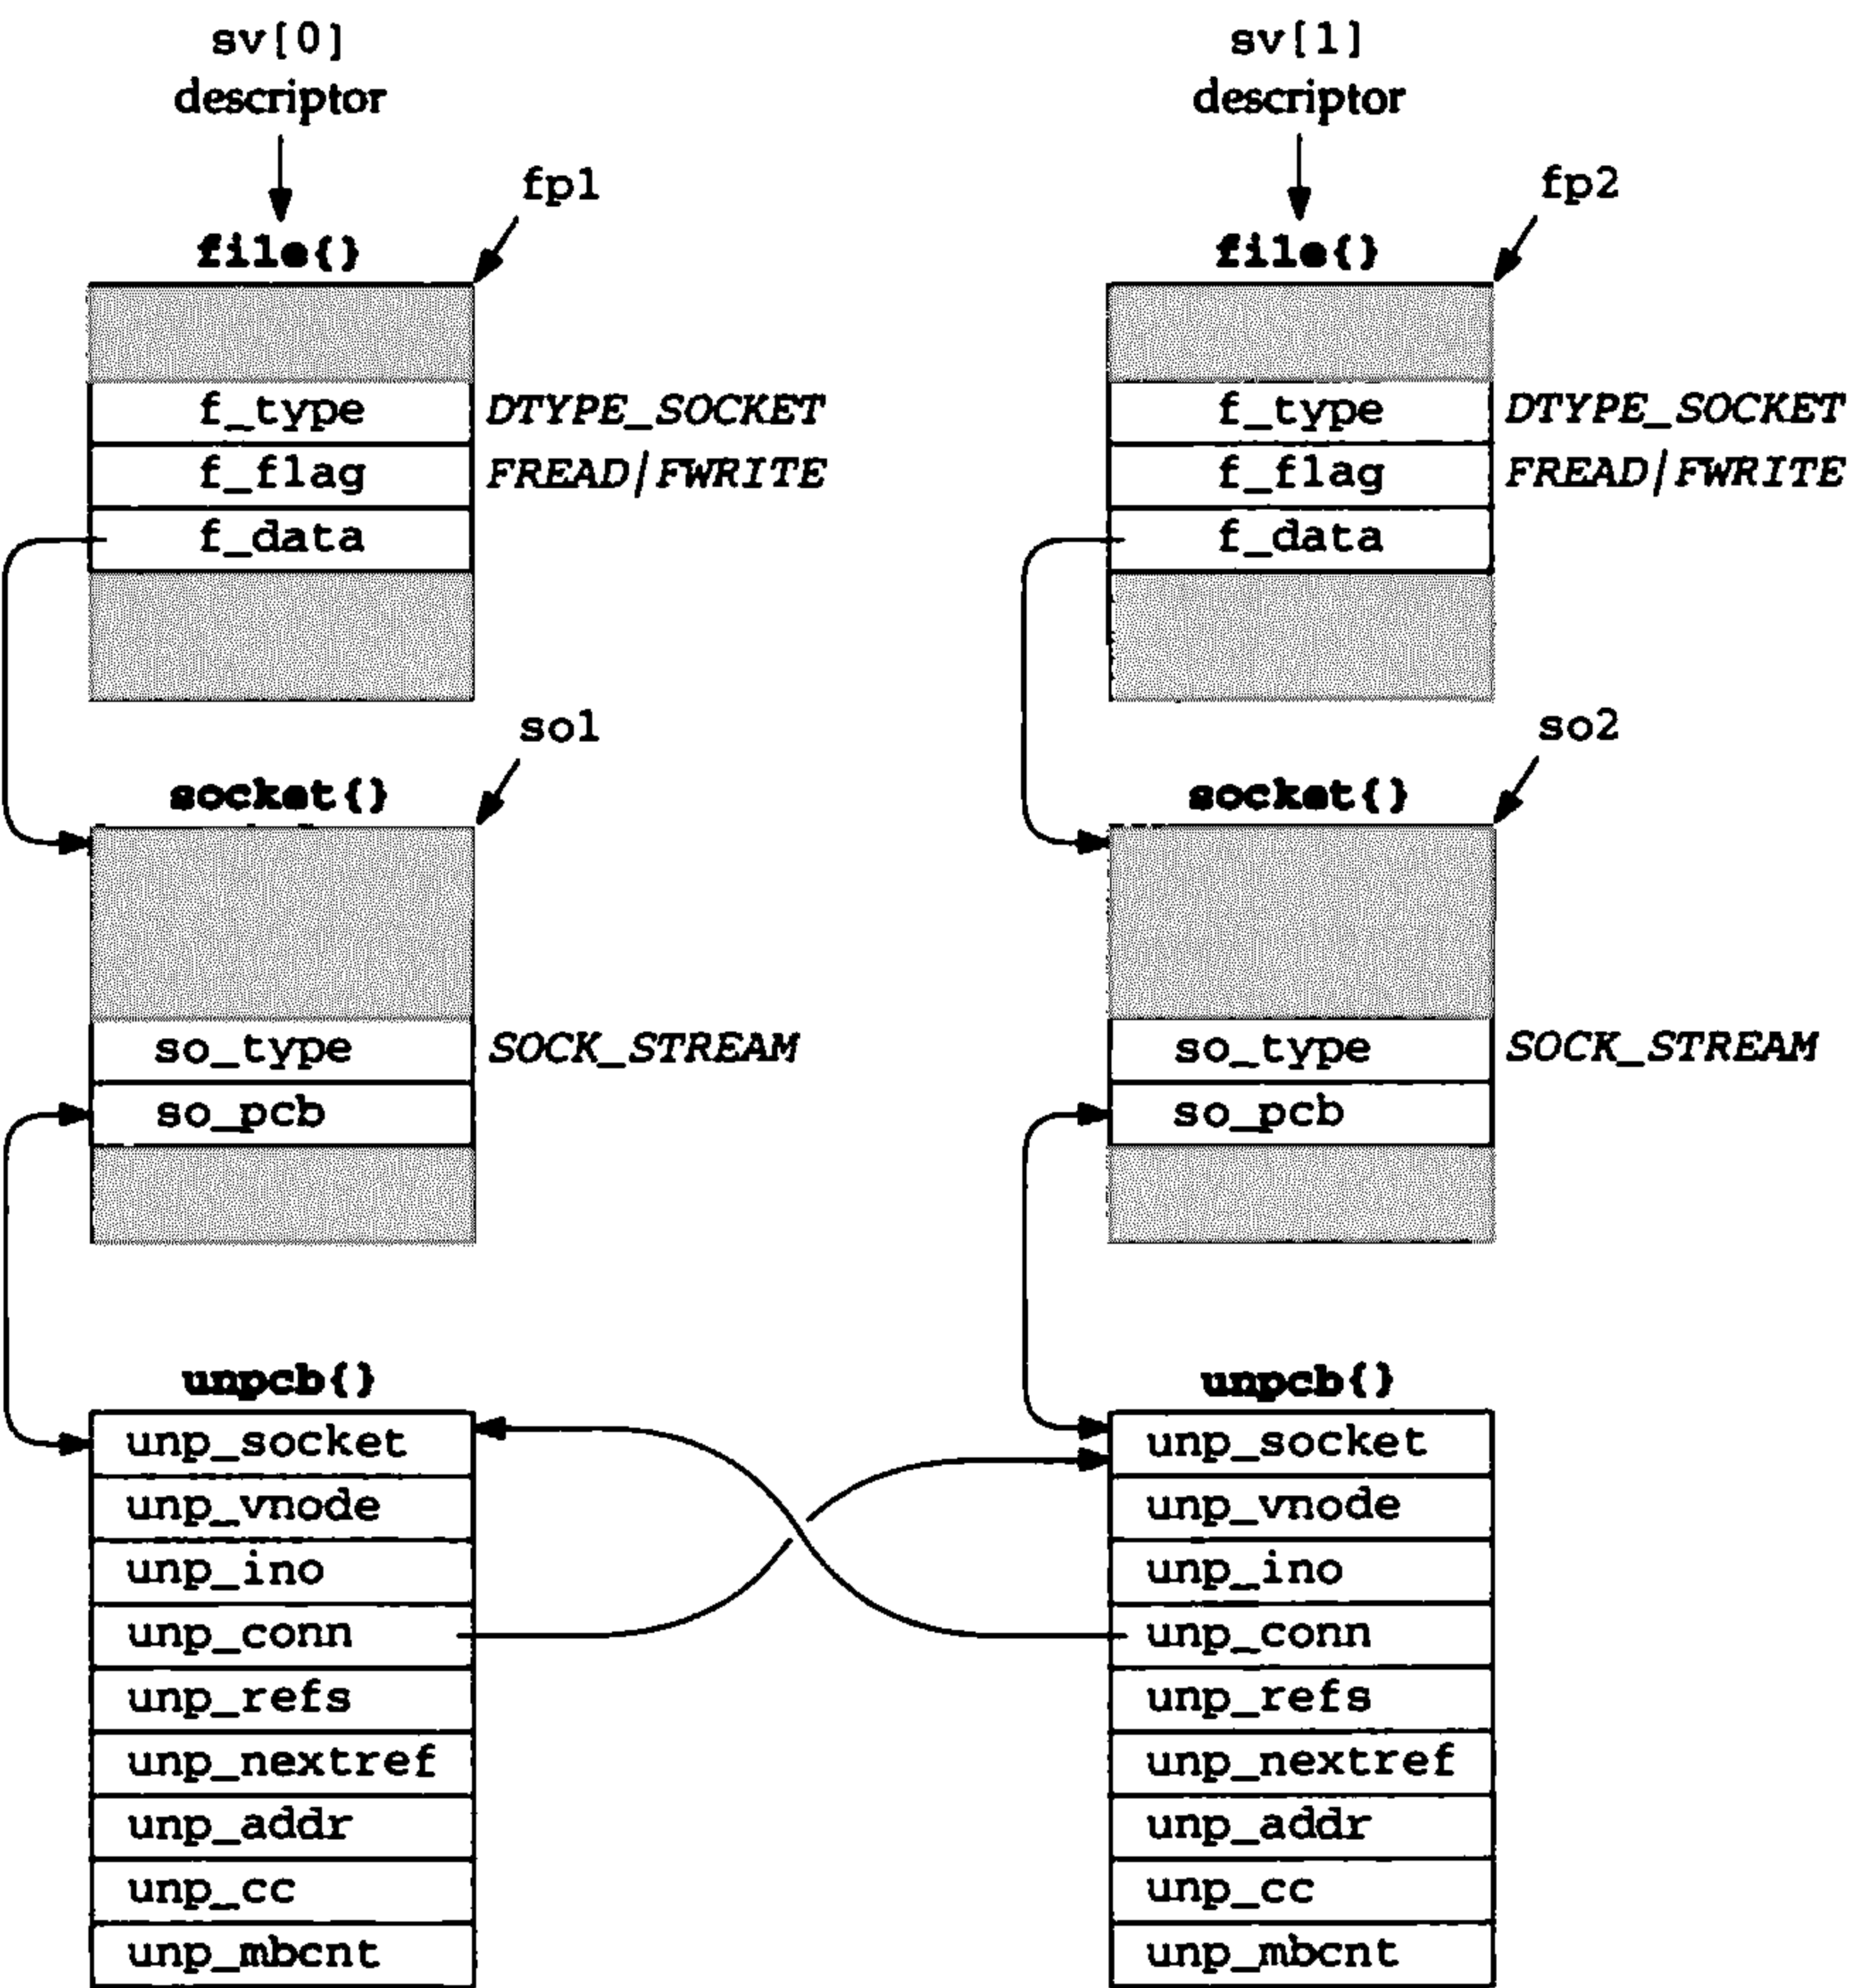 sv[0]
descriptor
fp1
file{}
f_type
DTYPE_SOCKET
f_flag
FREAD|FWRITE
f_data
so1
socket{}
so_type
SOCK_STREAM
so_pcb
unpcb{}
unp_socket
unp_vnode
unp_ino
unp_conn
unp_refs
unp_nextref
unp_addr
unp_cc
unp_mbcnt
sv[1]
descriptor
fp2
file{}
f_type
DTYPE_SOCKET
f_flag
FREAD|FWRITE
f_data
so2
socket{}
so_type
SOCK_STREAM
so_pcb
unpcb{}
unp_socket
unp_vnode
unp_ino
unp_conn
unp_refs
unp_nextref
unp_addr
unp_cc
unp_mbcnt